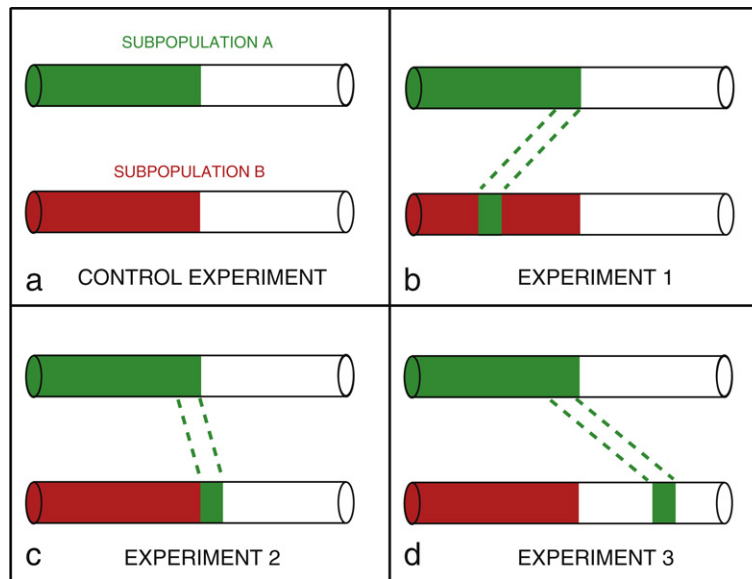 SUBPOPULATION A
SUBPOPULATION B
a CONTROL EXPERIMENT
b EXPERIMENT 1
c EXPERIMENT 2
d EXPERIMENT 3